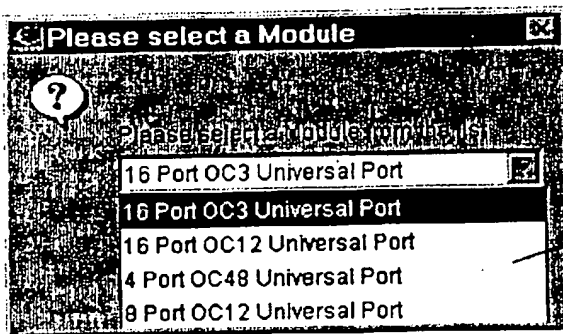 Please select a Module
Please select a Module from the list
16 Port OC3 Universal Port
16 Port OC3 Universal Port
16 Port OC12 Universal Port
4 Port OC48 Universal Port
8 Port OC12 Universal Port